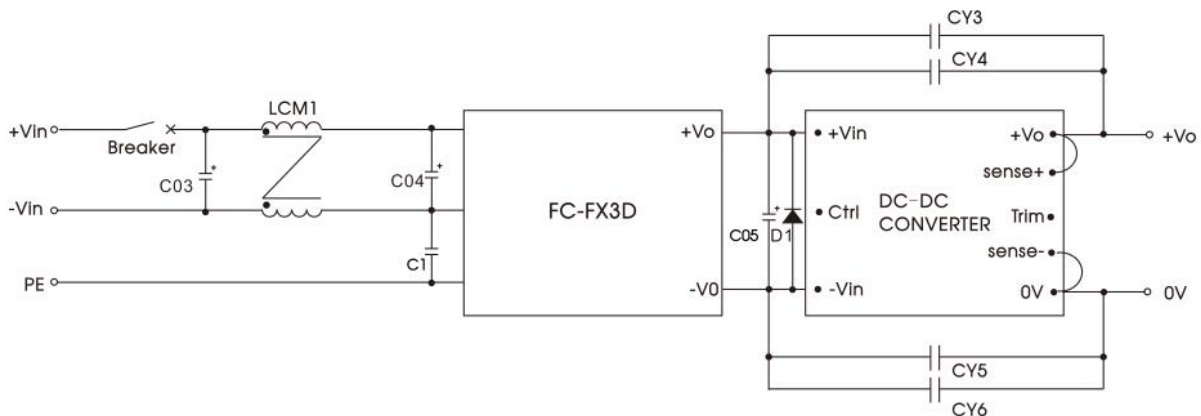 CY3
CY4
LCM1
+Vin
Breaker
C03
+
C04
+
-Vin
C1
PE
FC-FX3D
+Vo
-V0
C05
+
D1
+Vin
Ctrl
-Vin
DC-DC
CONVERTER
+Vo
sense+
Trim
sense-
0V
+Vo
0V
CY5
CY6